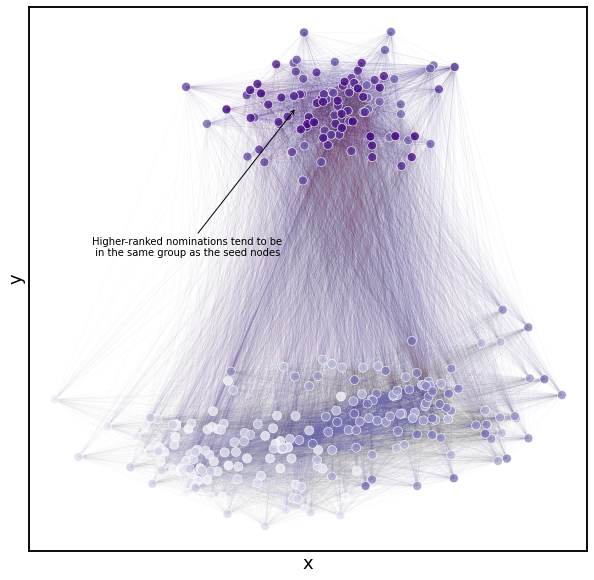 Higher-ranked nominations tend to be
in the same group as the seed nodes
y
x